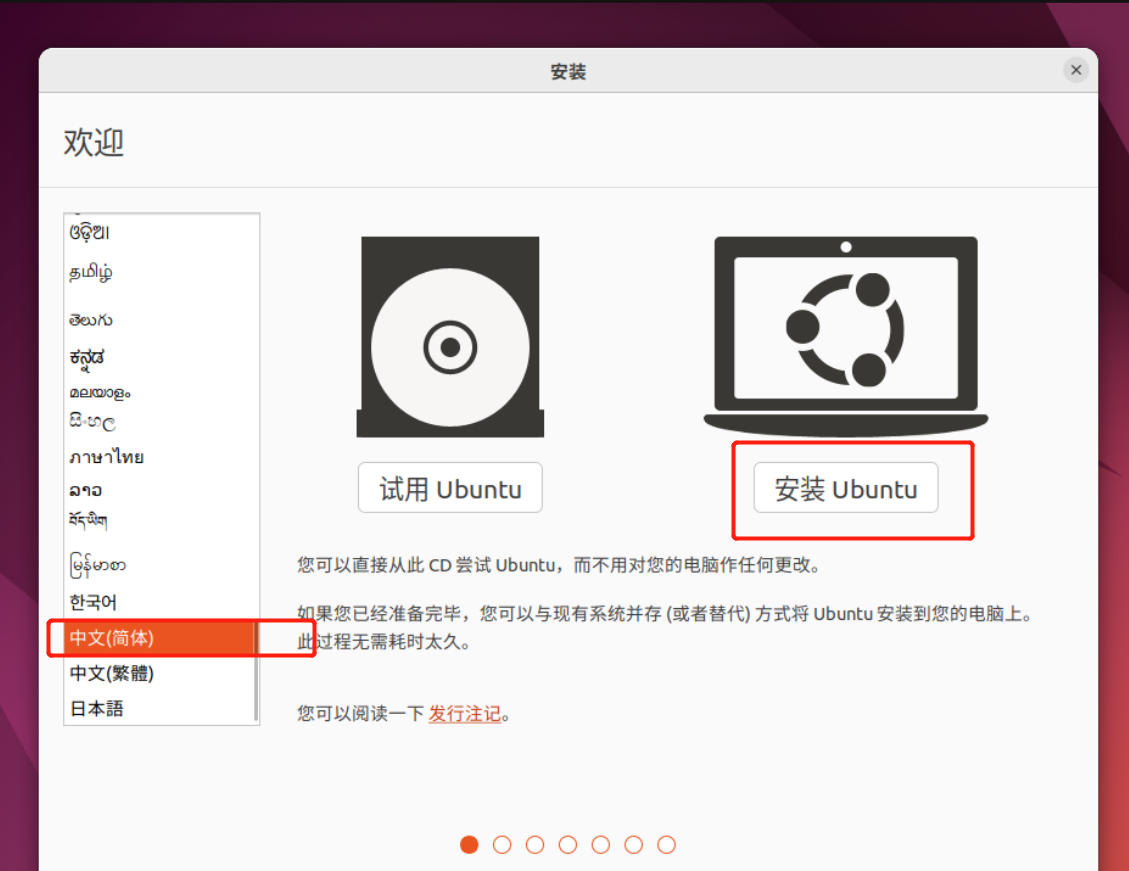 安装
欢迎
ଓଡ଼ିଆ
தமிழ்
తెలుగు
ಕನ್ನಡ
മലയാളം
සිංහල
ภาษาไทย
ລາວ
བོད་ཡིག
မြန်မာစာ
한국어
中文(简体)
中文(繁體)
日本語
试用 Ubuntu
安装 Ubuntu
您可以直接从此 CD 尝试 Ubuntu，而不用对您的电脑作任何更改。
如果您已经准备完毕，您可以与现有系统并存 (或者替代) 方式将 Ubuntu 安装到您的电脑上。
此过程无需耗时太久。
您可以阅读一下 发行注记。